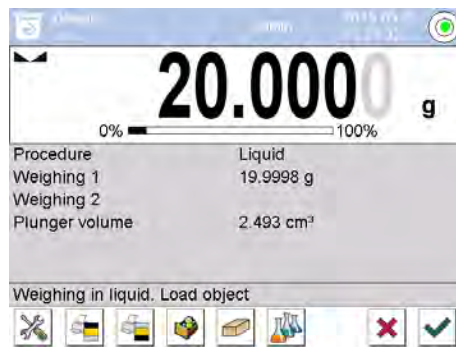 20.0000 g
0% 100%
Procedure Liquid
Weighing 1 19.9998 g
Weighing 2
Plunger volume 2.493 cm³
Weighing in liquid. Load object